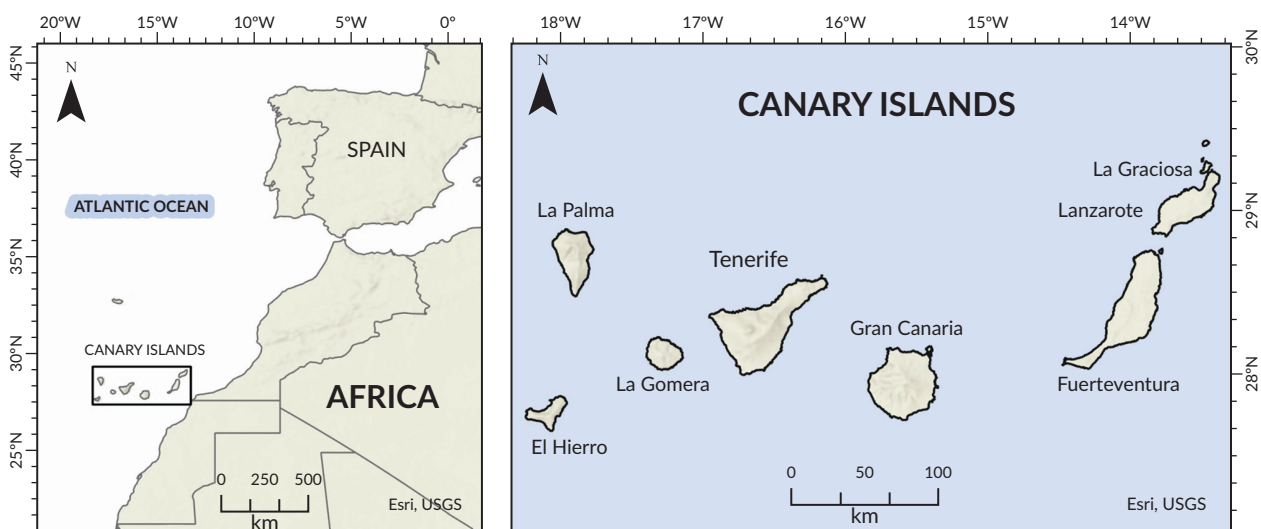 20°W 15°W 10°W 5°W 0°
45°N
40°N
35°N
30°N
25°N
N
SPAIN
ATLANTIC OCEAN
CANARY ISLANDS
AFRICA
0 250 500
km
Esri, USGS
18°W 17°W 16°W 15°W 14°W
30°N
29°N
28°N
N
CANARY ISLANDS
La Graciosa
Lanzarote
La Palma
Tenerife
Gran Canaria
La Gomera
Fuerteventura
El Hierro
0 50 100
km
Esri, USGS